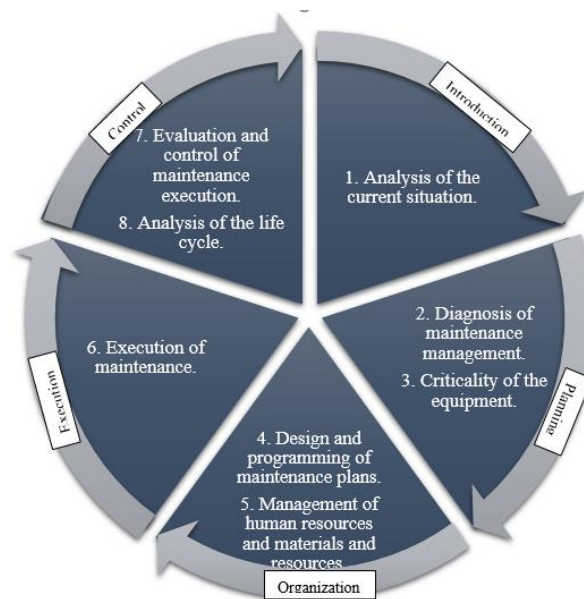 Introduction
1. Analysis of the
current situation.
Planning
2. Diagnosis of
maintenance
management.
3. Criticality of the
equipment.
Organization
4. Design and
programming of
maintenance plans.
5. Management of
human resources
and materials and
resources
Execution
6. Execution of
maintenance.
Control
7. Evaluation and
control of
maintenance
execution.
8. Analysis of the life
cycle.